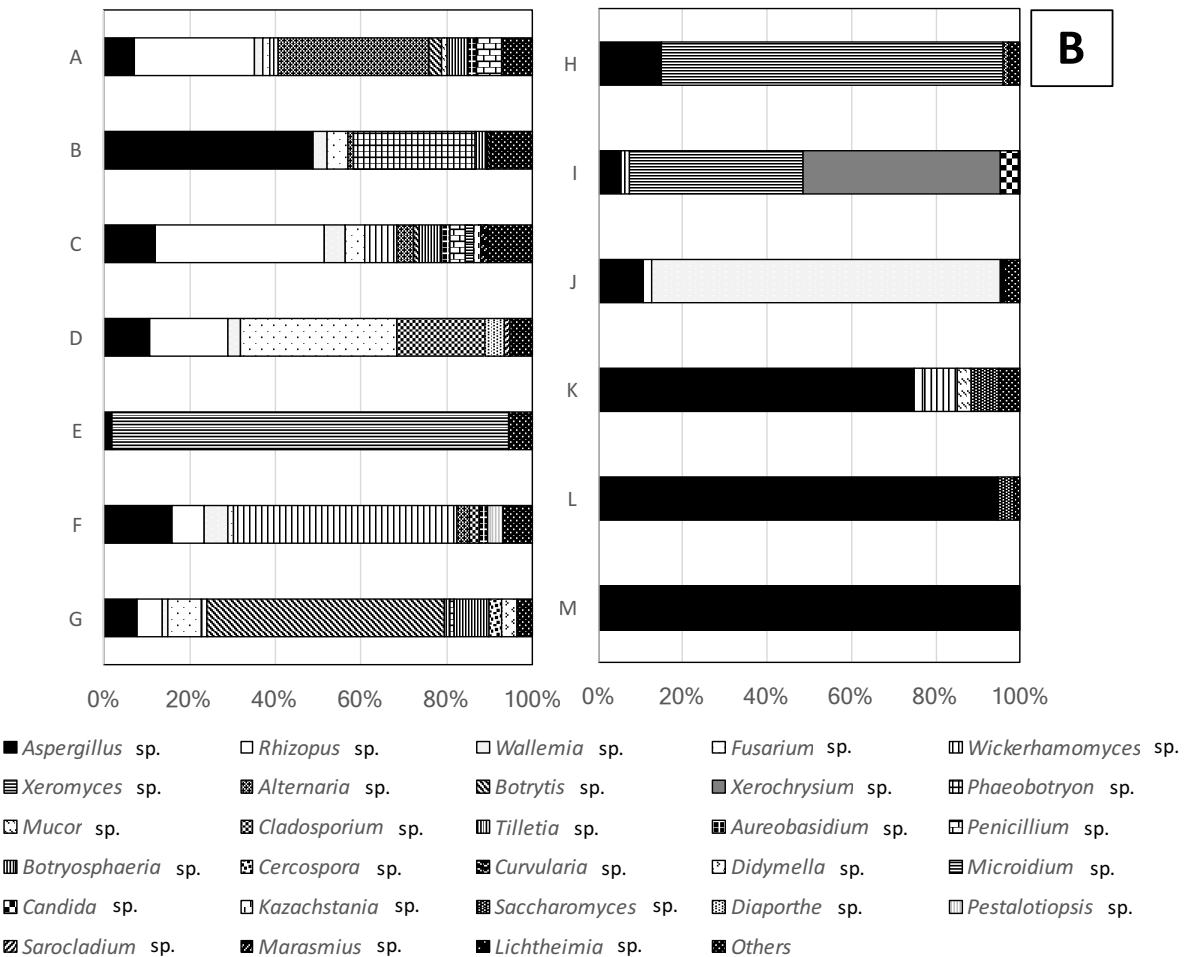 B
A
B
C
D
E
F
G
H
I
J
K
L
M
0% 20% 40% 60% 80% 100%
0% 20% 40% 60% 80% 100%
Aspergillus sp. Rhizopus sp. Wallemia sp. Fusarium sp. Wickerhamomyces sp.
Xeromyces sp. Alternaria sp. Botrytis sp. Xerochrysium sp. Phaeobotryon sp.
Mucor sp. Cladosporium sp. Tilletia sp. Aureobasidium sp. Penicillium sp.
Botryosphaeria sp. Cercospora sp. Curvularia sp. Didymella sp. Microidium sp.
Candida sp. Kazachstania sp. Saccharomyces sp. Diaporthe sp. Pestalotiopsis sp.
Sarocladium sp. Marasmius sp. Lichtheimia sp. Others